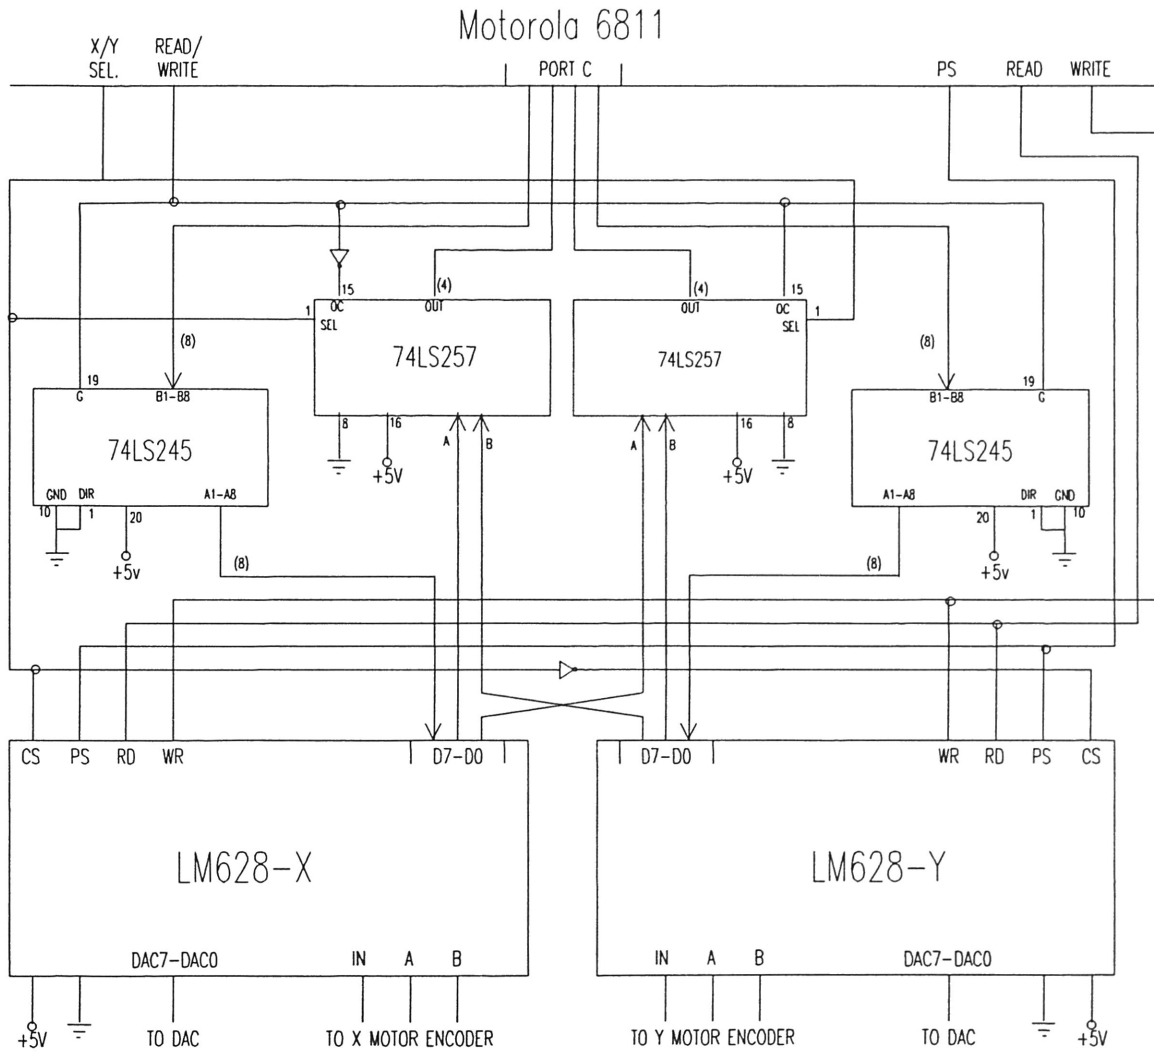 Motorola 6811
X/Y SEL.
READ/ WRITE
PORT C
PS
READ
WRITE
15
OC
(4)
OUT
1
SEL
74LS257
8
16
+5V
A
B
(4)
OUT
15
OC
1
SEL
74LS257
A
B
16
+5V
8
(8)
19
G
B1-B8
74LS245
GND
DIR
A1-A8
10
1
20
+5v
(8)
(8)
B1-B8
19
G
74LS245
A1-A8
DIR
GND
20
1
10
+5v
(8)
CS
PS
RD
WR
D7-D0
LM628-X
DAC7-DAC0
IN
A
B
+5V
TO DAC
TO X MOTOR ENCODER
D7-D0
WR
RD
PS
CS
LM628-Y
IN
A
B
DAC7-DAC0
TO Y MOTOR ENCODER
TO DAC
+5V